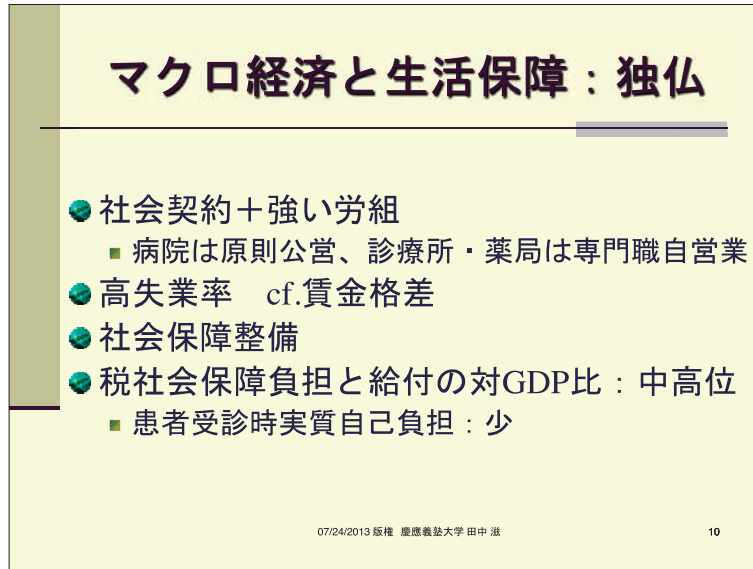 マクロ経済と生活保障：独仏
社会契約＋強い労組
病院は原則公営、診療所・薬局は専門職自営業
高失業率　cf.賃金格差
社会保障整備
税社会保障負担と給付の対GDP比：中高位
患者受診時実質自己負担：少
07/24/2013 版権 慶應義塾大学 田中 滋
10